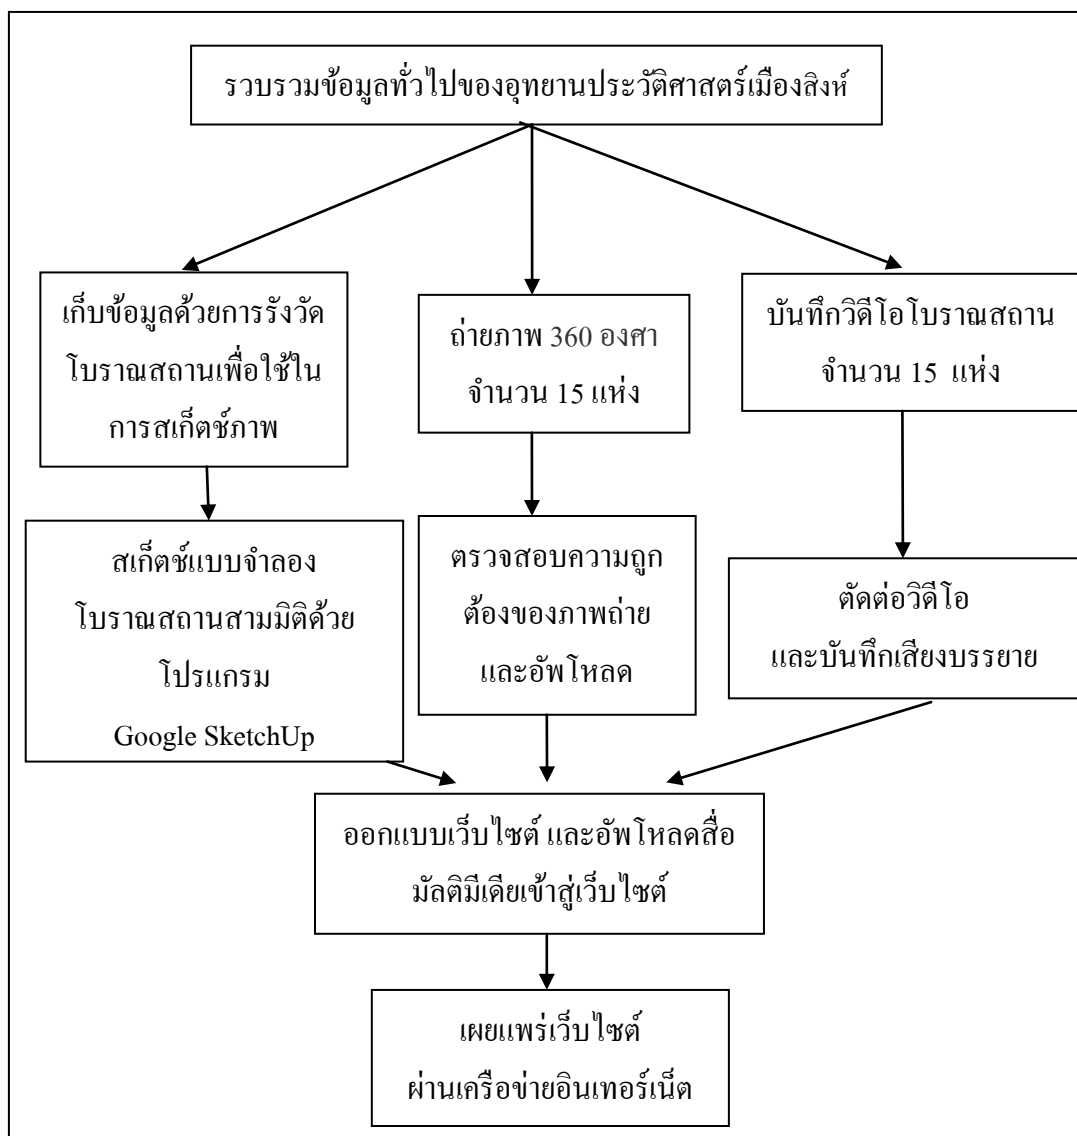 รวบรวมข้อมูลทั่วไปของอุทยานประวัติศาสตร์เมืองสิงห์
เก็บข้อมูลด้วยการรังวัด
โบราณสถานเพื่อใช้ใน
การสเก็ตช์ภาพ
ถ่ายภาพ 360 องศา
จำนวน 15 แห่ง
บันทึกวิดีโอโบราณสถาน
จำนวน 15 แห่ง
สเก็ตช์แบบจำลอง
โบราณสถานสามมิติด้วย
โปรแกรม
Google SketchUp
ตรวจสอบความถูก
ต้องของภาพถ่าย
และอัพโหลด
ตัดต่อวิดีโอ
และบันทึกเสียงบรรยาย
ออกแบบเว็บไซต์ และอัพโหลดสื่อ
มัลติมีเดียเข้าสู่เว็บไซต์
เผยแพร่เว็บไซต์
ผ่านเครือข่ายอินเทอร์เน็ต